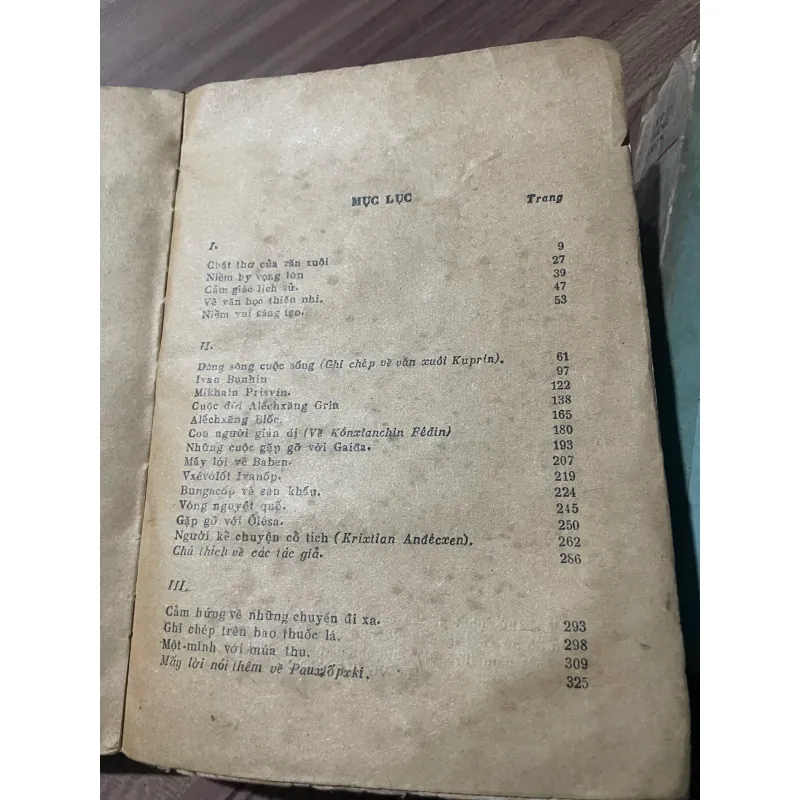 MỤC LỤC Trang
I.
Chất thơ của văn xuôi 9
Niềm hy vọng lớn 27
Cảm giác lịch sử. 39
Về văn học thiếu nhi. 47
Niềm vui sáng tạo. 53
II.
Dòng sông cuộc sống (Ghi chép về văn xuôi Kuprin). 61
Ivan Bunhin 97
Mikhain Prisvin. 122
Cuộc đời Alếchxăng Grin 138
Alếchxăng Blốc. 165
Con người giản dị (Về Kônxtanchin Fêđin) 180
Những cuộc gặp gỡ với Gaiđa. 193
Mấy lời về Baben. 207
Vxévôlốt Ivanốp. 219
Bungacốp và sân khấu. 224
Vòng nguyệt quế. 245
Gặp gỡ với Ôlésa. 250
Người kể chuyện cổ tích (Krixtian Anđécxen). 262
Chú thích về các tác giả. 286
III.
Cảm hứng về những chuyến đi xa. 293
Ghi chép trên bao thuốc lá. 298
Một mình với mùa thu. 309
Mấy lời nói thêm về Pauxtốpxki. 325